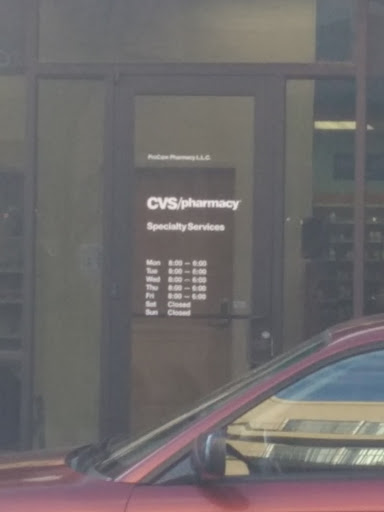 ProCare Pharmacy L.L.C.
CVS/pharmacy
Specialty Services
Mon 8:00 — 6:00
Tue 8:00 — 6:00
Wed 8:00 — 6:00
Thu 8:00 — 6:00
Fri 8:00 — 6:00
Sat Closed
Sun Closed